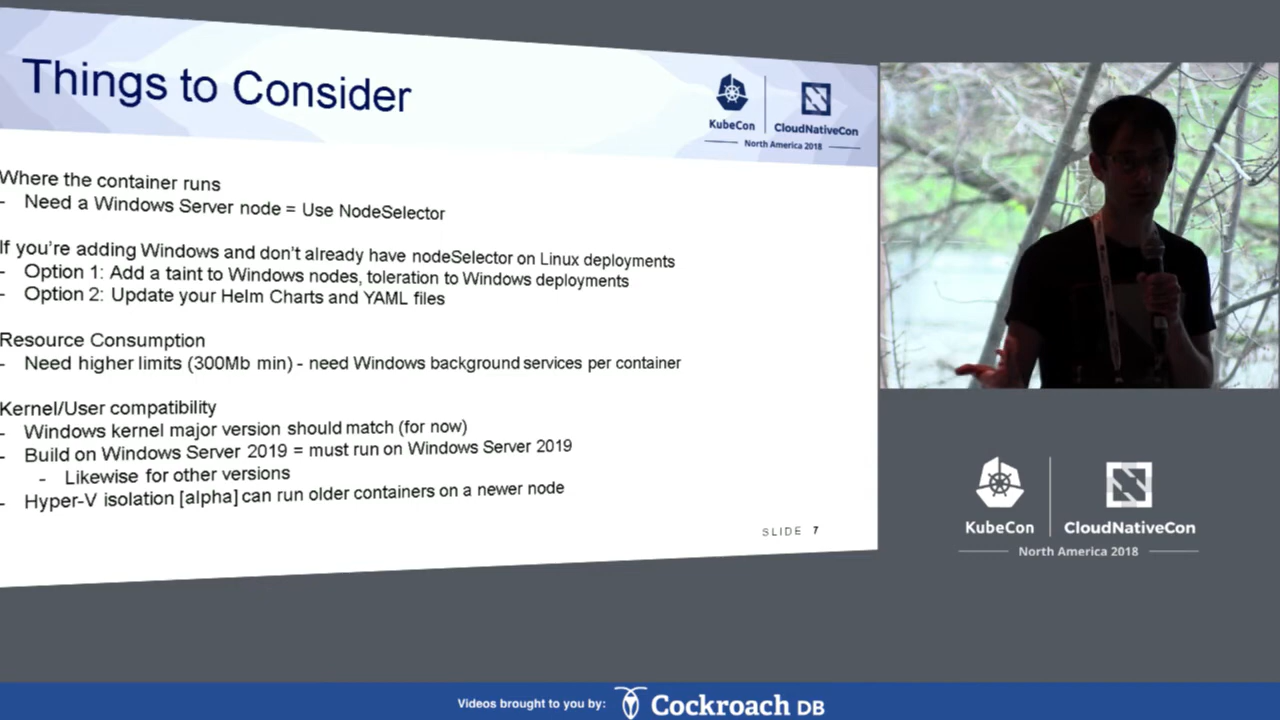 Things to Consider
KubeCon
CloudNativeCon
North America 2018
Where the container runs
- Need a Windows Server node = Use NodeSelector
If you're adding Windows and don't already have nodeSelector on Linux deployments
- Option 1: Add a taint to Windows nodes, toleration to Windows deployments
- Option 2: Update your Helm Charts and YAML files
Resource Consumption
- Need higher limits (300Mb min) - need Windows background services per container
Kernel/User compatibility
- Windows kernel major version should match (for now)
- Build on Windows Server 2019 = must run on Windows Server 2019
- Likewise for other versions
- Hyper-V isolation [alpha] can run older containers on a newer node
SLIDE 7
KubeCon
CloudNativeCon
North America 2018
Videos brought to you by: Cockroach DB